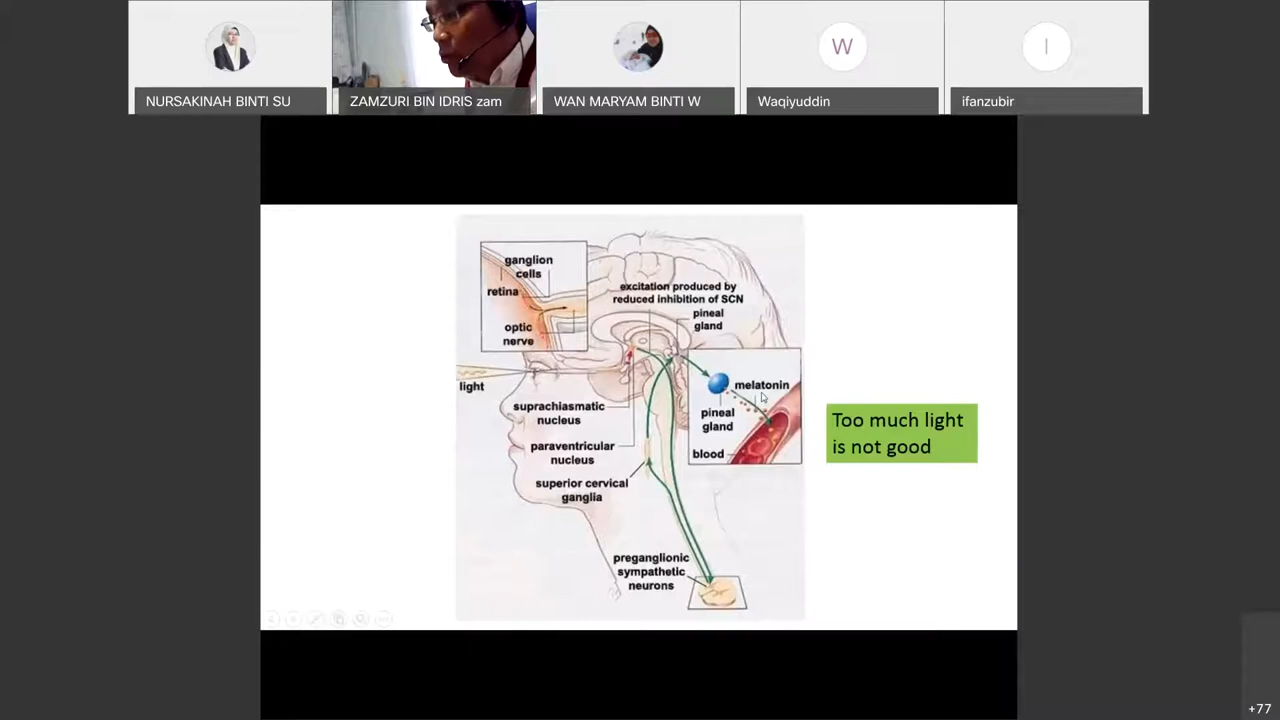 NURSAKINAH BINTI SU
ZAMZURI BIN IDRIS zam
WAN MARYAM BINTI W
W
Waqiyuddin
I
ifanzubir
ganglion
cells
retina
optic
nerve
excitation produced by
reduced inhibition of SCN
pineal
gland
light
melatonin
pineal
gland
blood
suprachiasmatic
nucleus
paraventricular
nucleus
superior cervical
ganglia
preganglionic
sympathetic
neurons
Too much light
is not good
+77